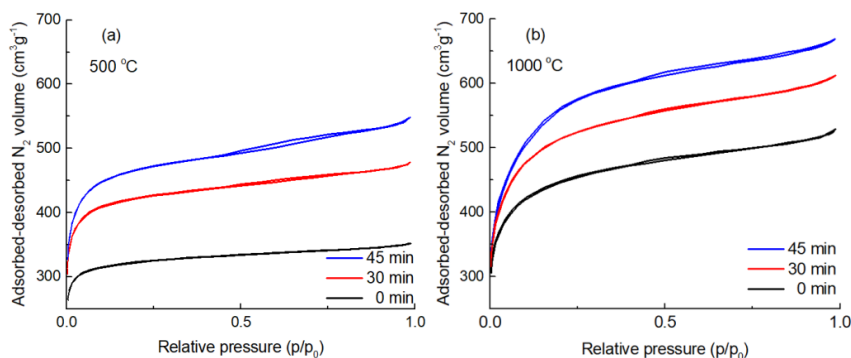 (a)
500 °C
Adsorbed-desorbed N₂ volume (cm³g⁻¹)
700
600
500
400
300
0.0
0.5
1.0
45 min
30 min
0 min
Relative pressure (p/p₀)
(b)
1000 °C
Adsorbed-desorbed N₂ volume (cm³g⁻¹)
700
600
500
400
300
0.0
0.5
1.0
45 min
30 min
0 min
Relative pressure (p/p₀)